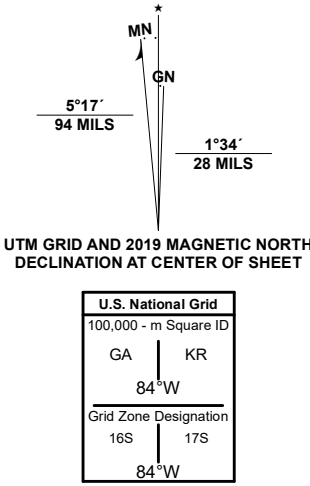 ★
MN
GN
5°17´
94 MILS
1°34´
28 MILS
UTM GRID AND 2019 MAGNETIC NORTH
DECLINATION AT CENTER OF SHEET
U.S. National Grid
100,000 - m Square ID
GA KR
84°W
Grid Zone Designation
16S 17S
84°W